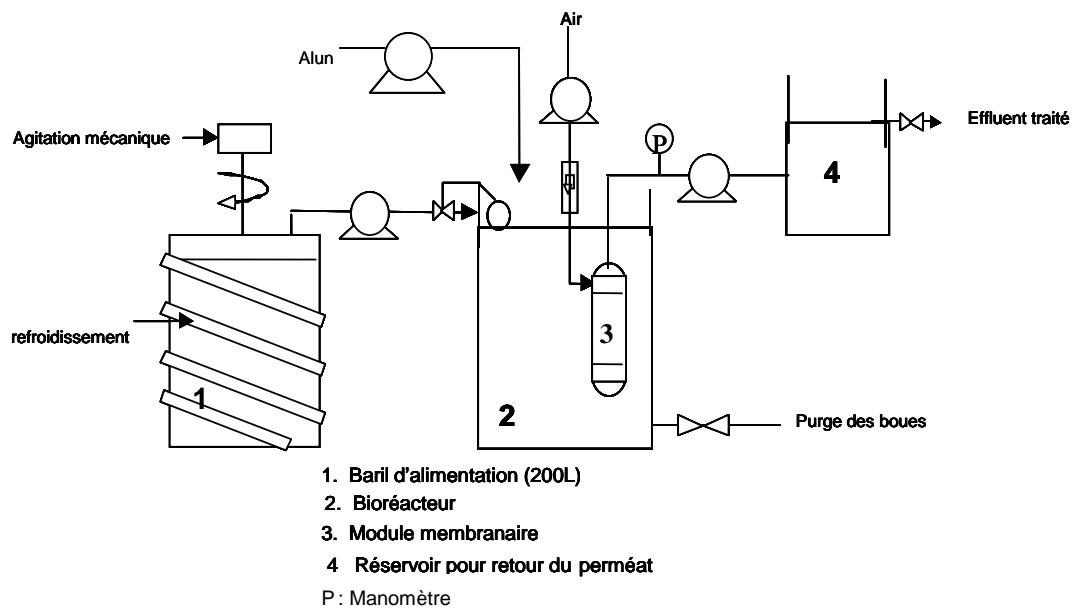 Air
Alun
Agitation mécanique
P
Effluent traité
4
refroidissement
3
1
2
Purge des boues
1. Baril d'alimentation (200L)
2. Bioréacteur
3. Module membranaire
4 Réservoir pour retour du perméat
P : Manomètre